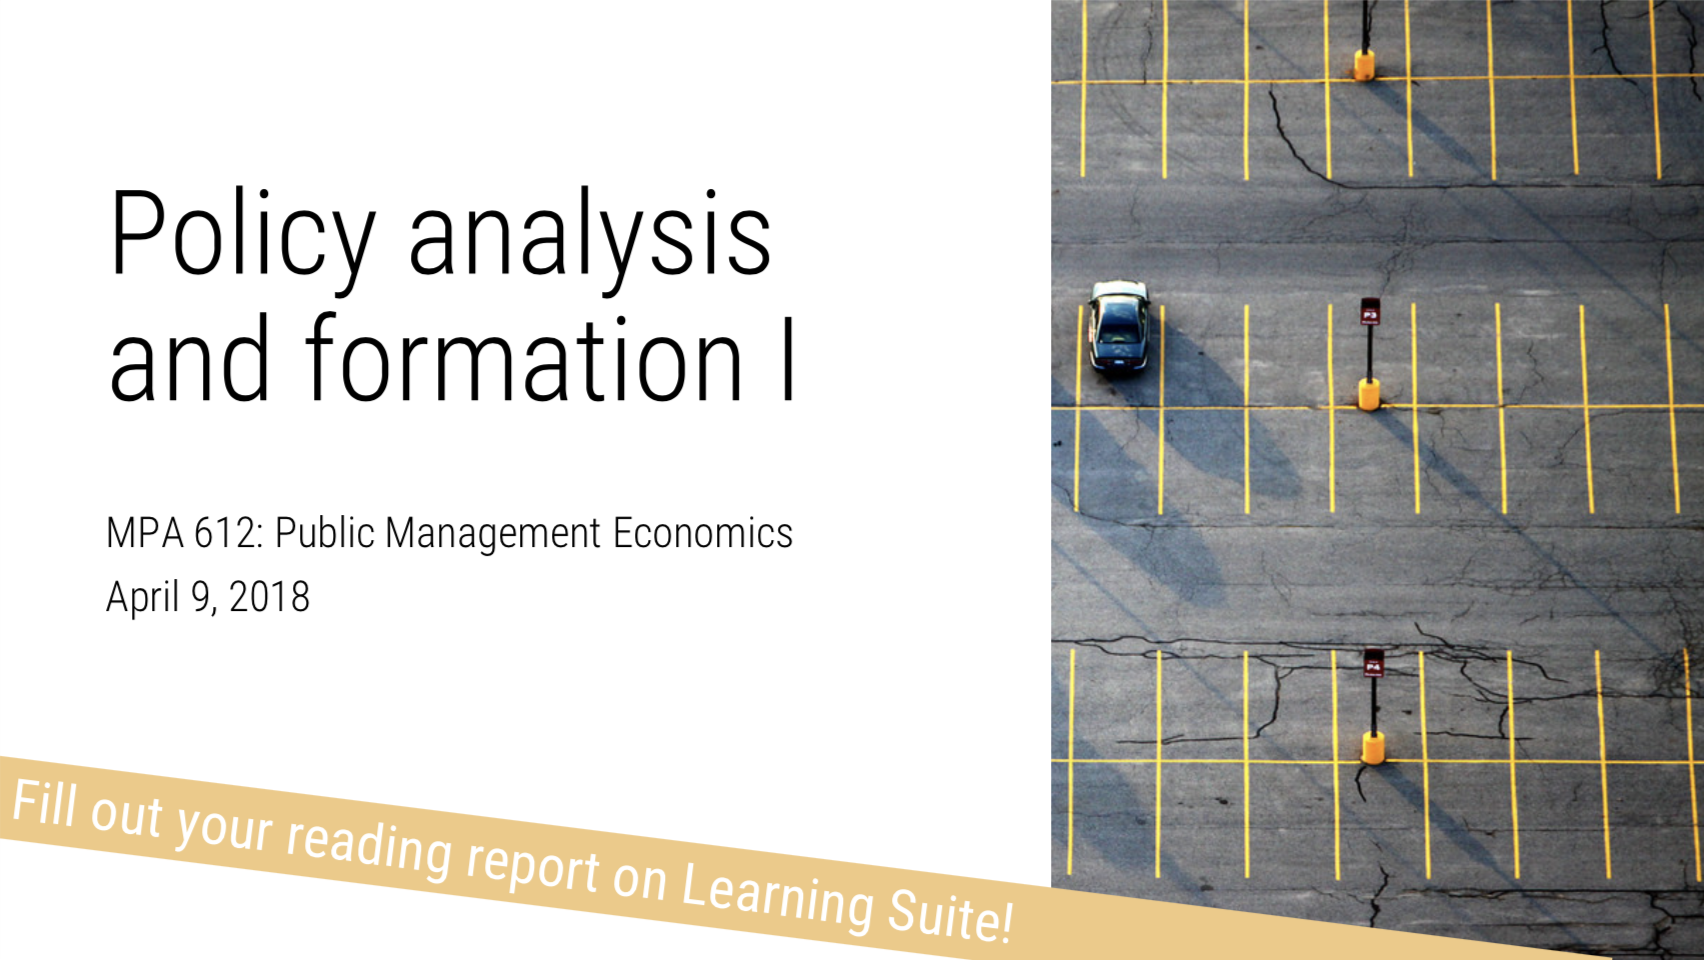 Policy analysis
and formation I
MPA 612: Public Management Economics
April 9, 2018
Fill out your reading report on Learning Suite!
P3
P4